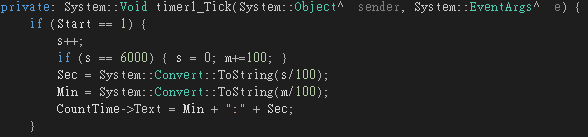 private: System::Void timer1_Tick(System::Object^  sender, System::EventArgs^  e) {
if (Start == 1) {
s++;
if (s == 6000) { s = 0; m+=100; }
Sec = System::Convert::ToString(s/100);
Min = System::Convert::ToString(m/100);
CountTime->Text = Min + ":" + Sec;
}